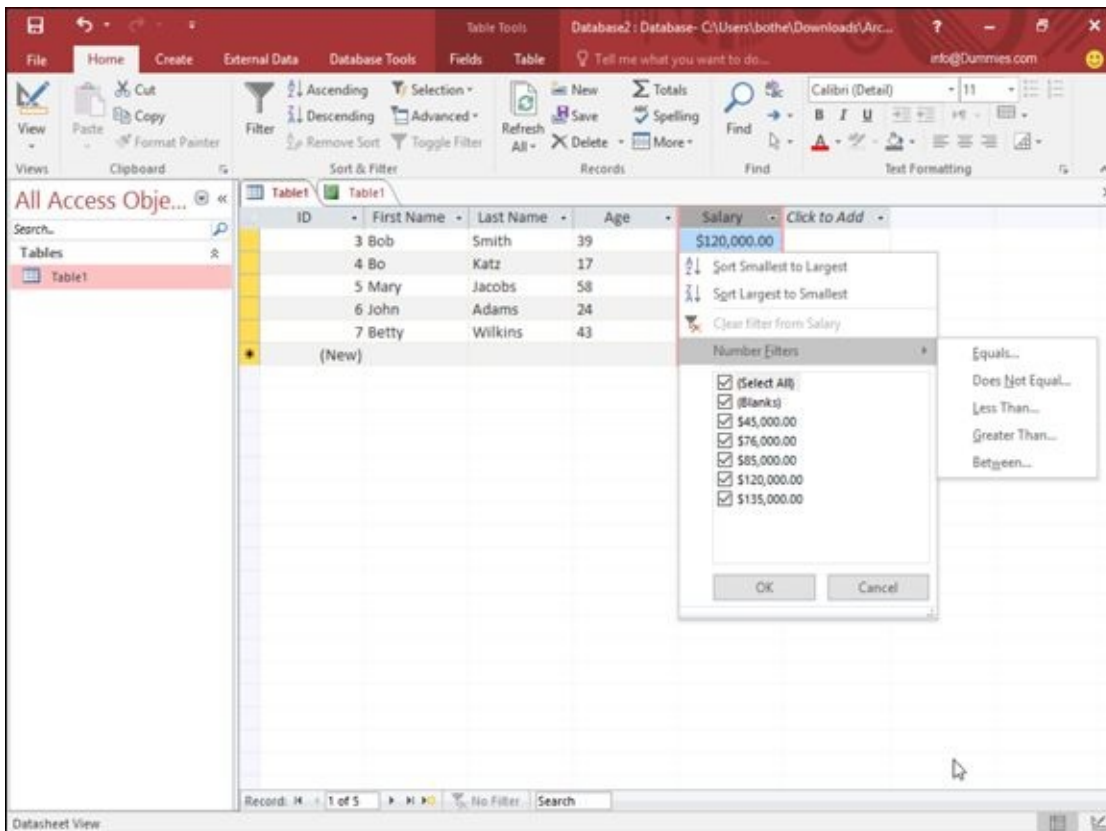 Table Tools Database2 : Database- C:\Users\bothe\Downloads\Arc... ?
File Home Create External Data Database Tools Fields Table Tell me what you want to do... info@Dummies.com
View Paste Cut Copy Format Painter
Filter Ascending Descending Remove Sort Selection Advanced Toggle Filter
Refresh All New Save Delete Totals Spelling More
Find Calibri (Detail) 11
B I U A
Views Clipboard Sort & Filter Records Find Text Formatting
All Access Obje...
Search...
Tables
Table1
Table1 Table1
ID First Name Last Name Age Salary Click to Add
3 Bob Smith 39 $120,000.00
4 Bo Katz 17
5 Mary Jacobs 58
6 John Adams 24
7 Betty Wilkins 43
(New)
Sort Smallest to Largest
Sort Largest to Smallest
Clear filter from Salary
Number Filters
(Select All)
(Blanks)
$45,000.00
$76,000.00
$85,000.00
$120,000.00
$135,000.00
OK Cancel
Equals...
Does Not Equal...
Less Than...
Greater Than...
Between...
Record: 1 of 5 No Filter Search
Datasheet View